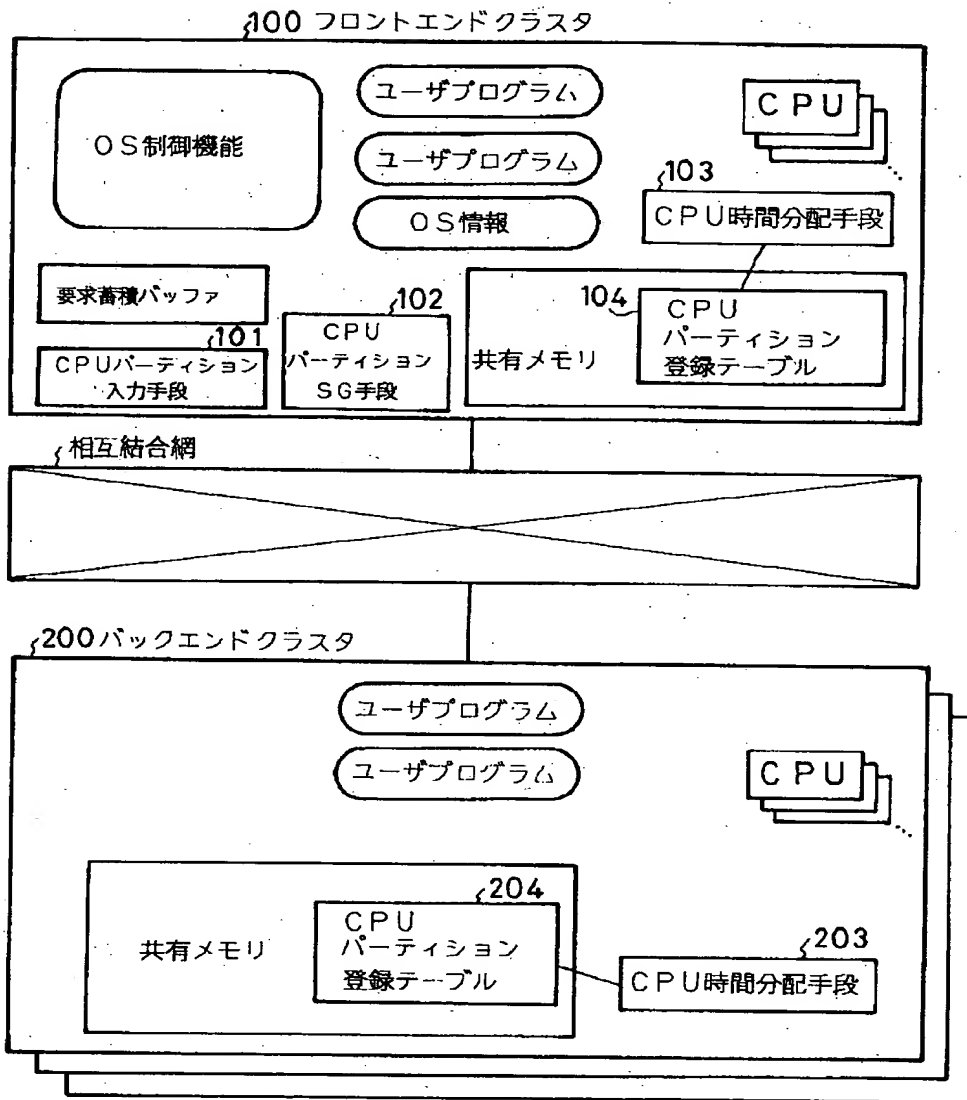 100 フロントエンドクラスタ
OS制御機能
ユーザプログラム
ユーザプログラム
OS情報
CPU
103
CPU時間分配手段
要求蓄積バッファ
101
CPUパーティション
入力手段
102
CPU
パーティション
SG手段
共有メモリ
104
CPU
パーティション
登録テーブル
相互結合網
200 バックエンドクラスタ
ユーザプログラム
ユーザプログラム
CPU
共有メモリ
204
CPU
パーティション
登録テーブル
203
CPU時間分配手段